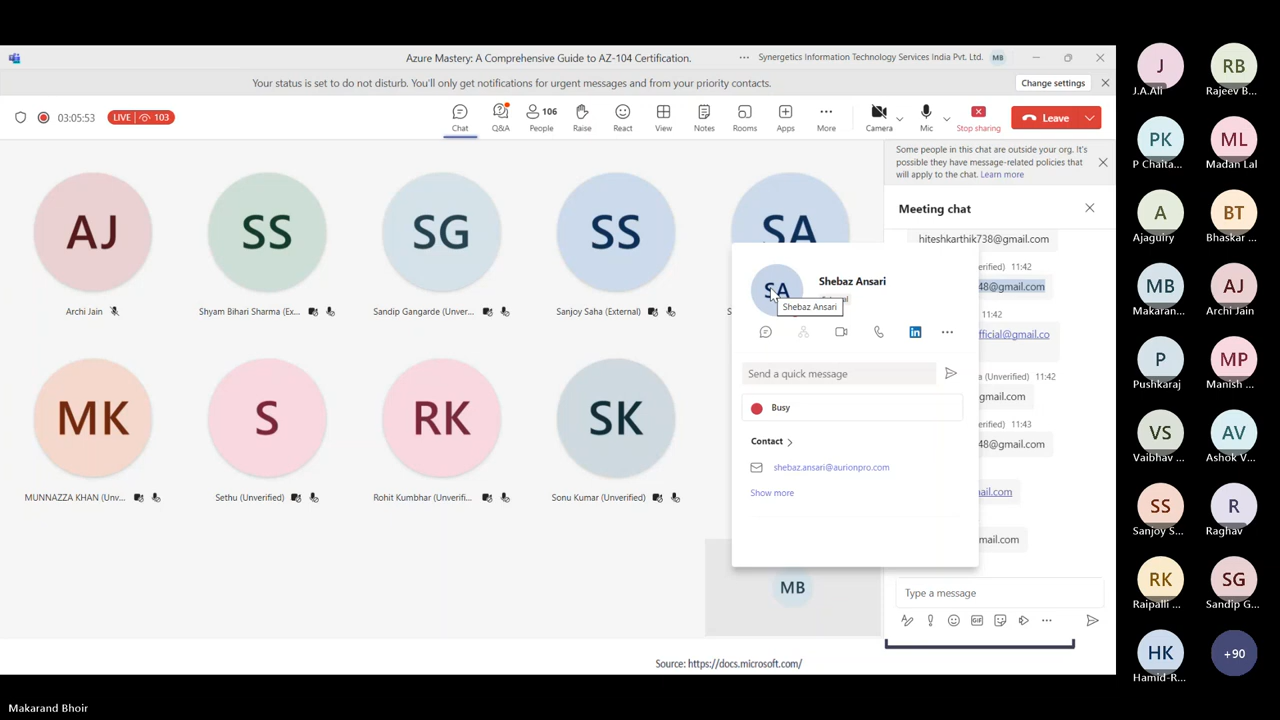 Azure Mastery: A Comprehensive Guide to AZ-104 Certification.
Synergetics Information Technology Services India Pvt. Ltd.
MB
Your status is set to do not disturb. You'll only get notifications for urgent messages and from your priority contacts.
Change settings
03:05:53
LIVE
103
Chat
Q&A
106
People
Raise
React
View
Notes
Rooms
Apps
More
Camera
Mic
Stop sharing
Leave
Some people in this chat are outside your org. It's
possible they have message-related policies that
will apply to the chat. Learn more
Meeting chat
hiteshkarthik738@gmail.com
erified) 11:42
48@gmail.com
11:42
fficial@gmail.co
a (Unverified) 11:42
gmail.com
erified) 11:43
48@gmail.com
ail.com
mail.com
Type a message
GIF
AJ
Archi Jain
SS
Shyam Bihari Sharma (Ex...
SG
Sandip Gangarde (Unver...
SS
Sanjoy Saha (External)
SA
MK
MUNNAZZA KHAN (Unv...
S
Sethu (Unverified)
RK
Rohit Kumbhar (Unverifi...
SK
Sonu Kumar (Unverified)
SA
Shebaz Ansari
Shebaz Ansari
Send a quick message
Busy
Contact
shebaz.ansari@aurionpro.com
Show more
MB
Source: https://docs.microsoft.com/
J
J.A.Ali
RB
Rajeev B...
PK
P Chaita...
ML
Madan Lal
A
Ajaguiry
BT
Bhaskar ...
MB
Makaran...
AJ
Archi Jain
P
Pushkaraj
MP
Manish ...
VS
Vaibhav ...
AV
Ashok V...
SS
Sanjoy S...
R
Raghav
RK
Raipalli ...
SG
Sandip G...
HK
Hamid-R...
+90
Makarand Bhoir